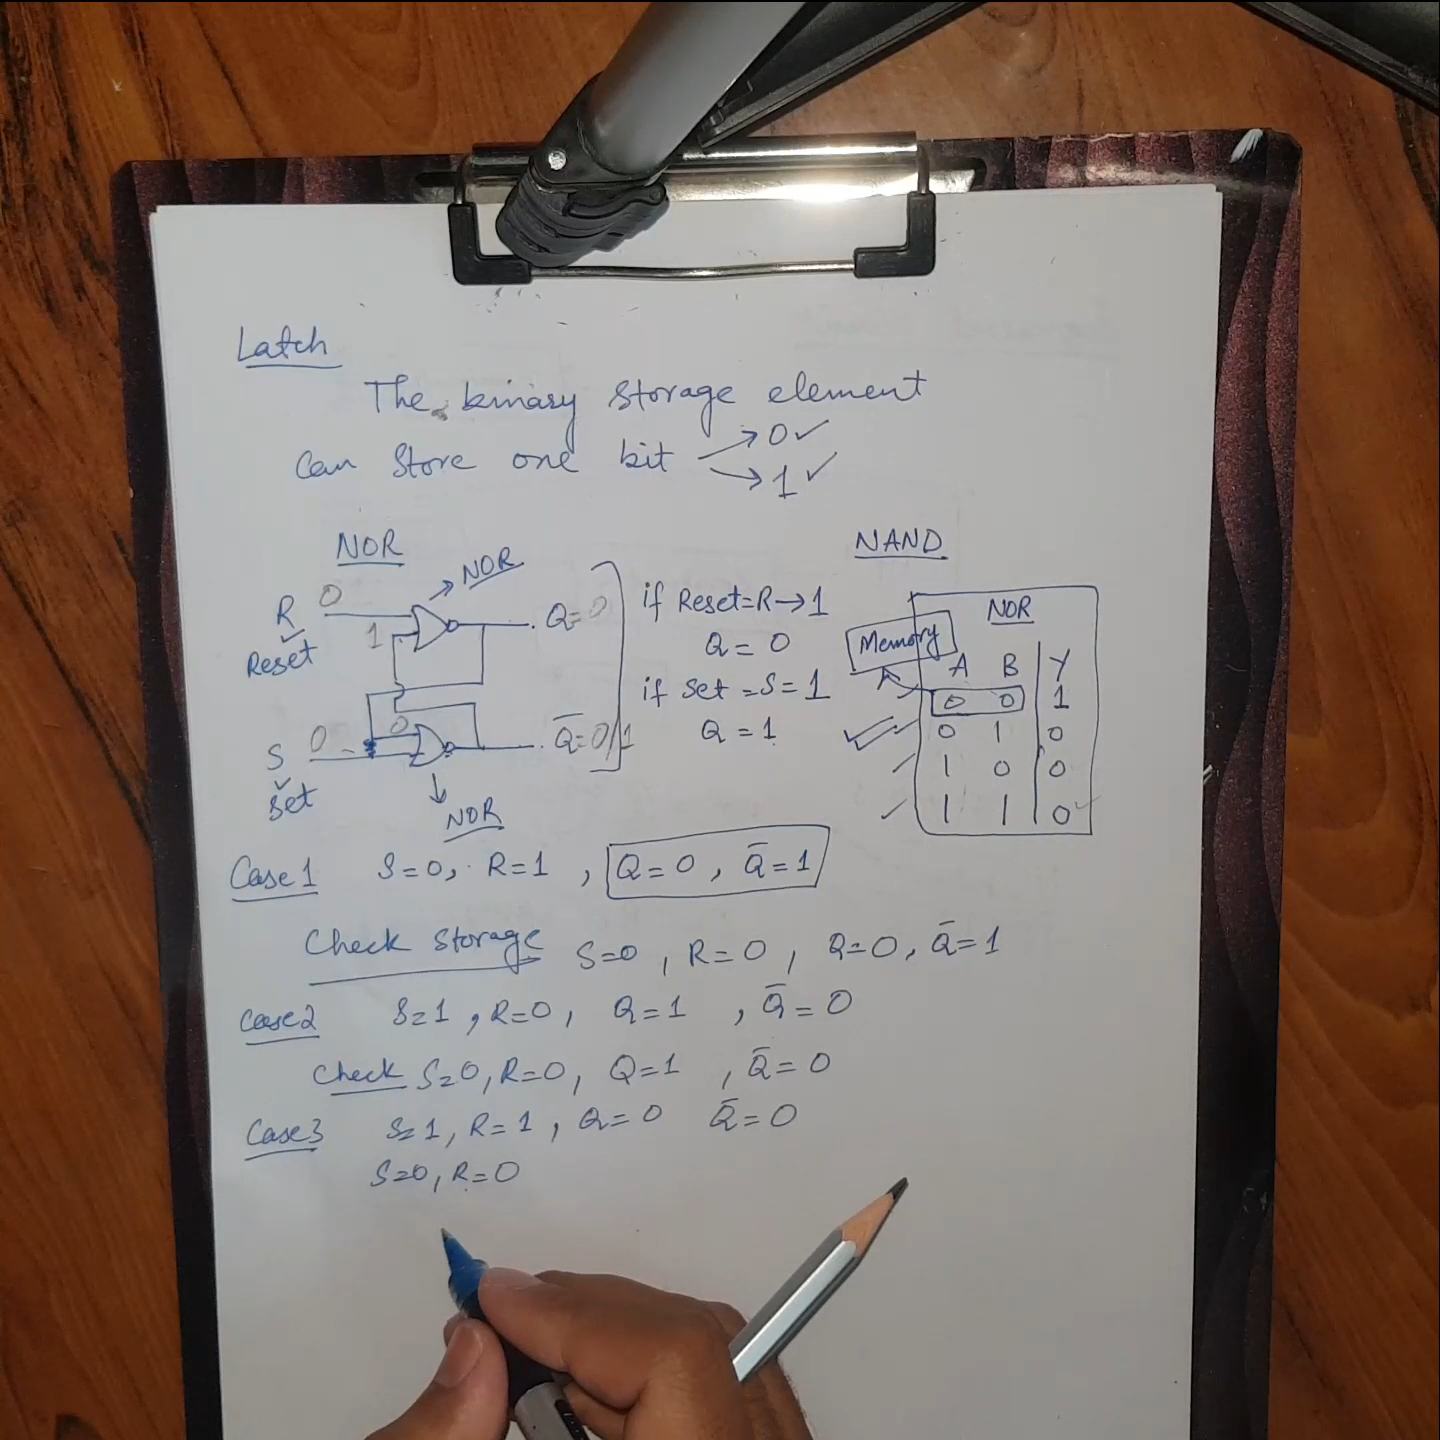 Latch
The binary storage element
can store one bit → 0 ✓
→ 1 ✓
NOR
→ NOR
R 0
1
Reset
Q=0
S 0
0
Set
Q̅=0/1
NOR
if Reset=R→1
Q = 0
if Set =S=1
Q = 1
NAND
Memory
NOR
A B Y
0 0 1
0 1 0
1 0 0
1 1 0
Case1 S=0, R=1 , Q=0 , Q̅=1
Check storage S=0 , R=0 , Q=0, Q̅=1
Case2 S=1 , R=0, Q=1 , Q̅=0
Check S=0, R=0, Q=1 , Q̅=0
Case3 S=1, R=1 , Q=0 Q̅=0
S=0, R=0